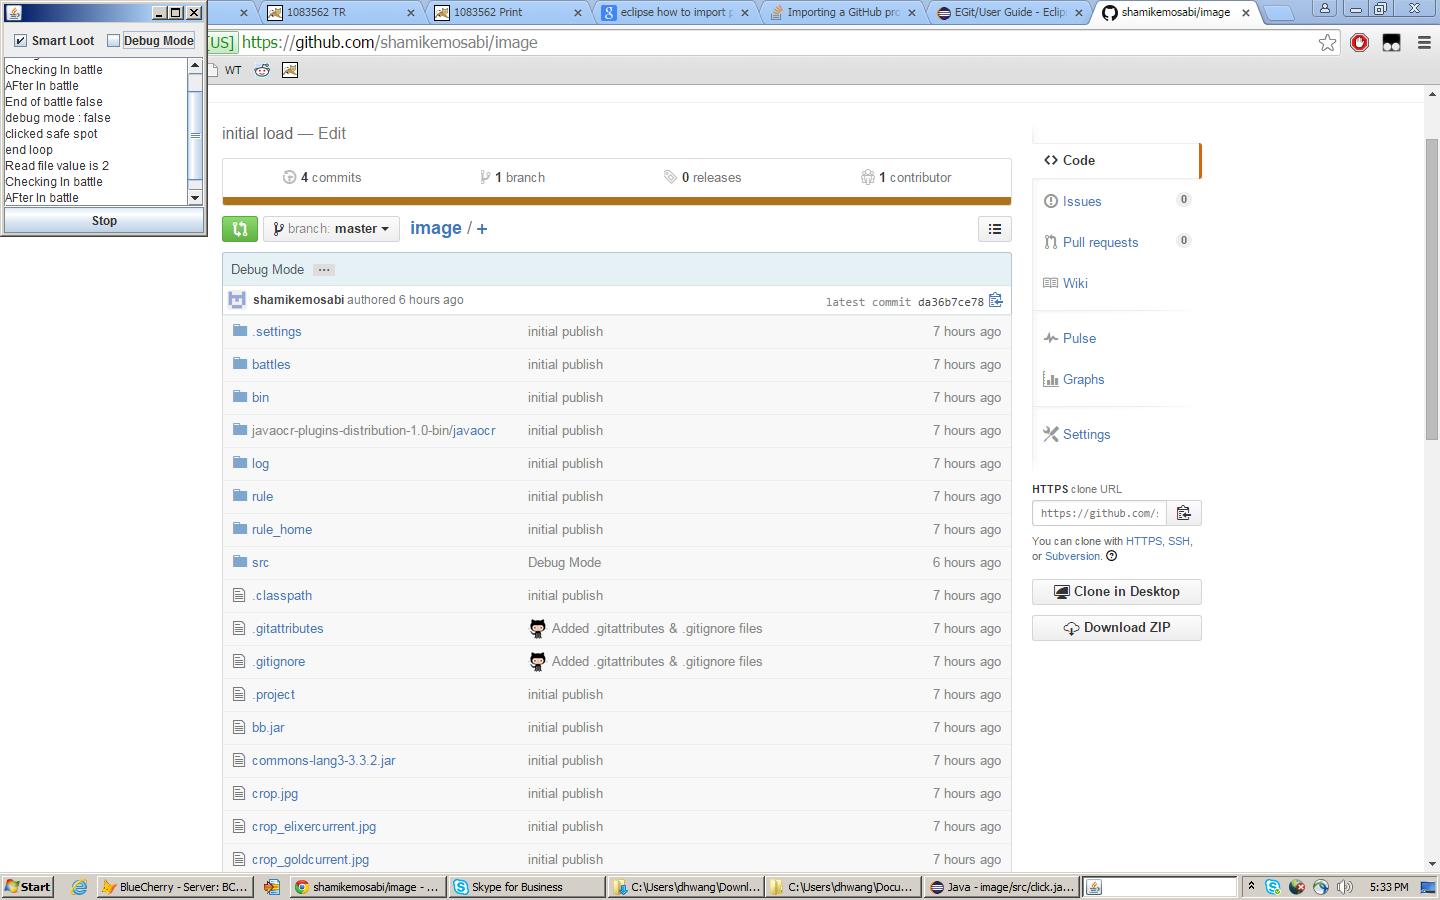 Smart Loot Debug Mode
Checking In battle
AFter In battle
End of battle false
debug mode : false
clicked safe spot
end loop
Read file value is 2
Checking In battle
AFter In battle
Stop
1083562 TR
1083562 Print
eclipse how to import p
Importing a GitHub pro
EGit/User Guide - Eclip
shamikemosabi/image
[US] https://github.com/shamikemosabi/image
WT
initial load — Edit
4 commits
1 branch
0 releases
1 contributor
branch: master
image / +
Debug Mode ...
shamikemosabi authored 6 hours ago
latest commit da36b7ce78
.settings initial publish 7 hours ago
battles initial publish 7 hours ago
bin initial publish 7 hours ago
javaocr-plugins-distribution-1.0-bin/javaocr initial publish 7 hours ago
log initial publish 7 hours ago
rule initial publish 7 hours ago
rule_home initial publish 7 hours ago
src Debug Mode 6 hours ago
.classpath initial publish 7 hours ago
.gitattributes Added .gitattributes & .gitignore files 7 hours ago
.gitignore Added .gitattributes & .gitignore files 7 hours ago
.project initial publish 7 hours ago
bb.jar initial publish 7 hours ago
commons-lang3-3.3.2.jar initial publish 7 hours ago
crop.jpg initial publish 7 hours ago
crop_elixercurrent.jpg initial publish 7 hours ago
crop_goldcurrent.jpg initial publish 7 hours ago
Code
Issues 0
Pull requests 0
Wiki
Pulse
Graphs
Settings
HTTPS clone URL
https://github.com/
You can clone with HTTPS, SSH,
or Subversion.
Clone in Desktop
Download ZIP
Start
BlueCherry - Server: BC...
shamikemosabi/image - ...
Skype for Business
C:\Users\dhwang\Downl...
C:\Users\dhwang\Docu...
Java - image/src/click.ja...
5:33 PM